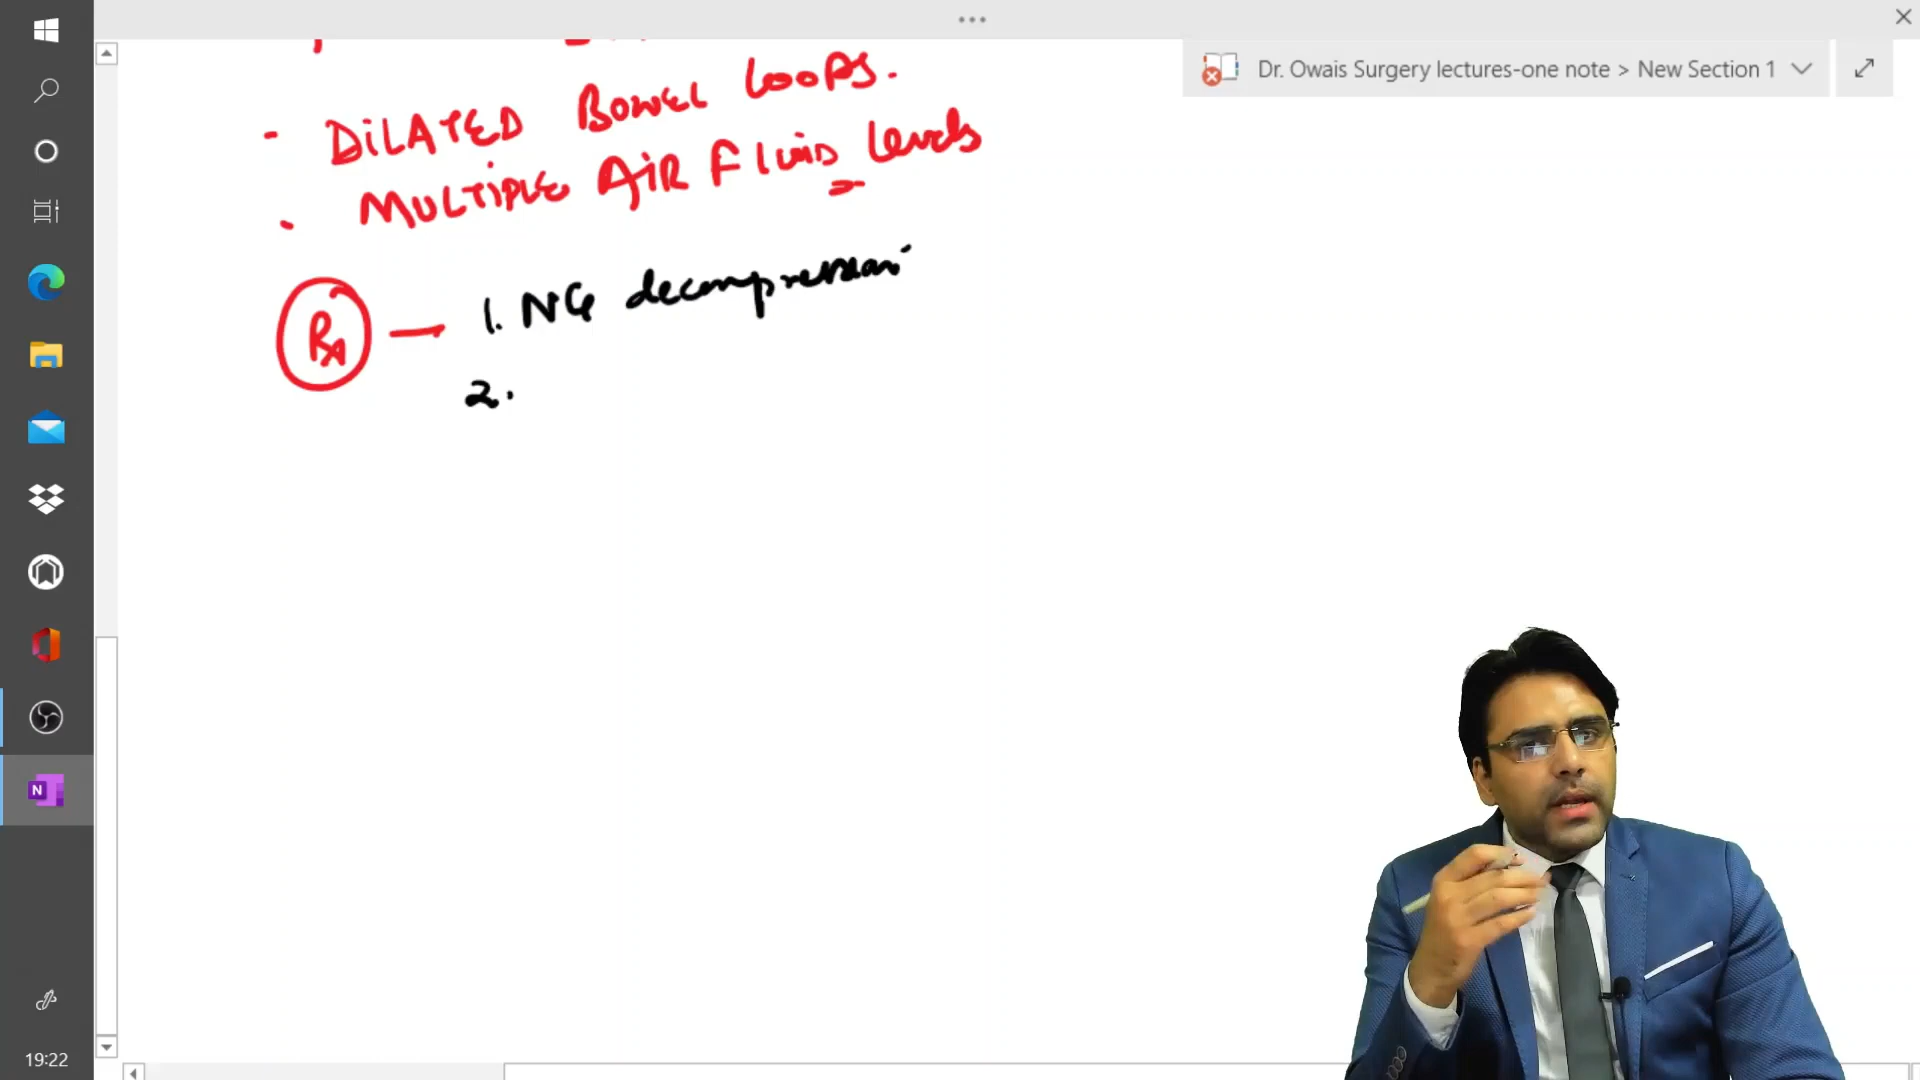 Dr. Owais Surgery lectures-one note > New Section 1
- DILATED BOWEL LOOPS.
. MULTIPLE AIR FLUID Levels
Rx — 1. NG decompression
2.
N
19:22